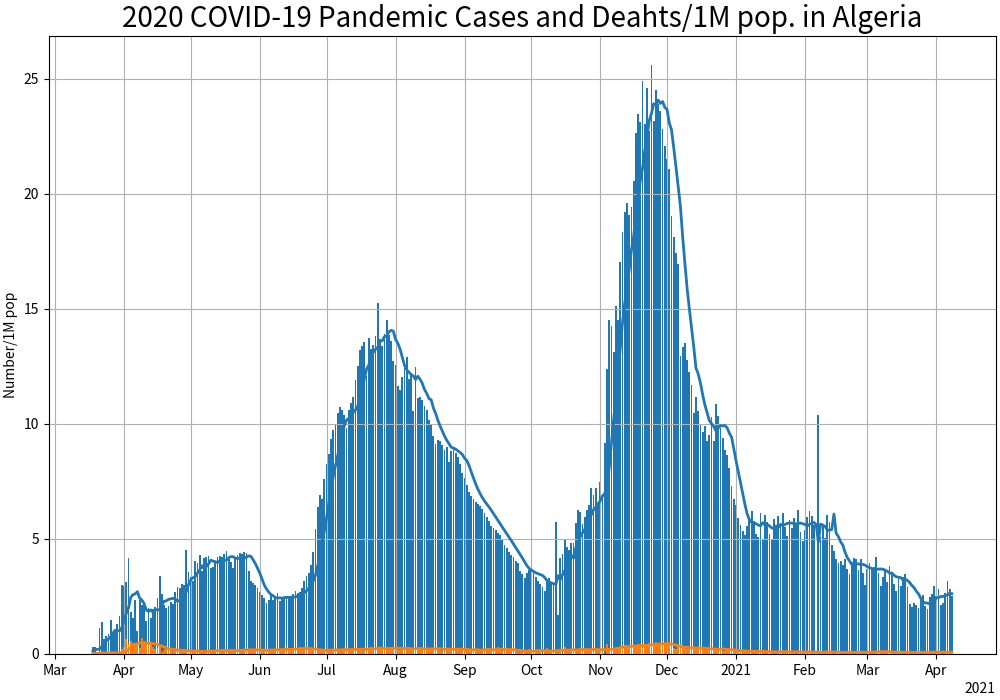 2020 COVID-19 Pandemic Cases and Deahts/1M pop. in Algeria
Number/1M pop
25
20
15
10
5
0
Mar Apr May Jun Jul Aug Sep Oct Nov Dec 2021 Feb Mar Apr
2021